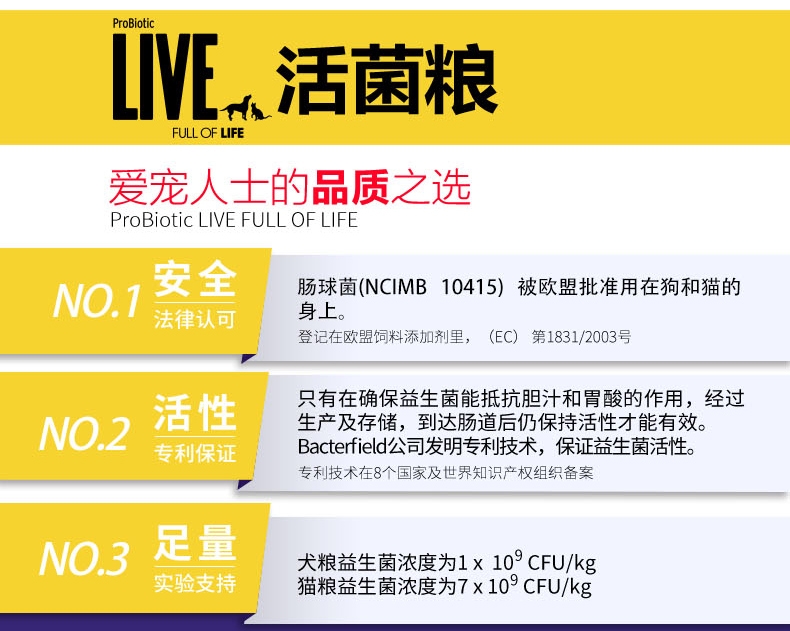 ProBiotic
LIVE 活菌粮
FULL OF LIFE
爱宠人士的品质之选
ProBiotic LIVE FULL OF LIFE
NO.1 安全
法律认可
肠球菌(NCIMB 10415) 被欧盟批准用在狗和猫的
身上。
登记在欧盟饲料添加剂里，（EC） 第1831/2003号
NO.2 活性
专利保证
只有在确保益生菌能抵抗胆汁和胃酸的作用，经过
生产及存储，到达肠道后仍保持活性才能有效。
Bacterfield公司发明专利技术，保证益生菌活性。
专利技术在8个国家及世界知识产权组织备案
NO.3 足量
实验支持
犬粮益生菌浓度为1 x 10⁹ CFU/kg
猫粮益生菌浓度为7 x 10⁹ CFU/kg